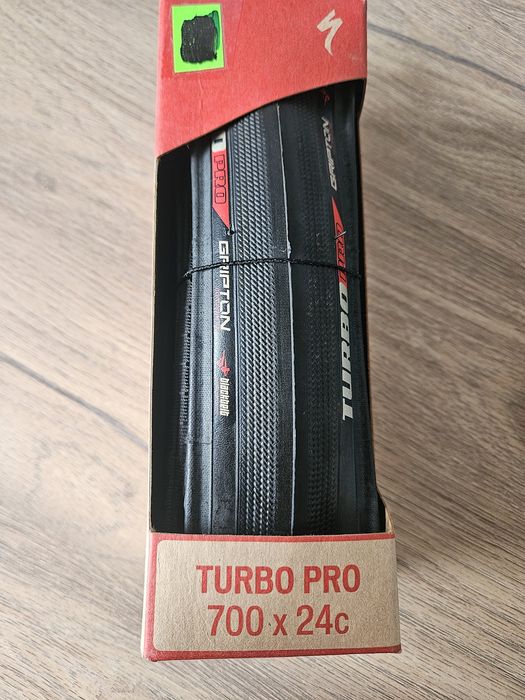 PRO
GRIPTON
blackbelt
GRIPTON
TURBO
TURBO PRO
700 x 24c